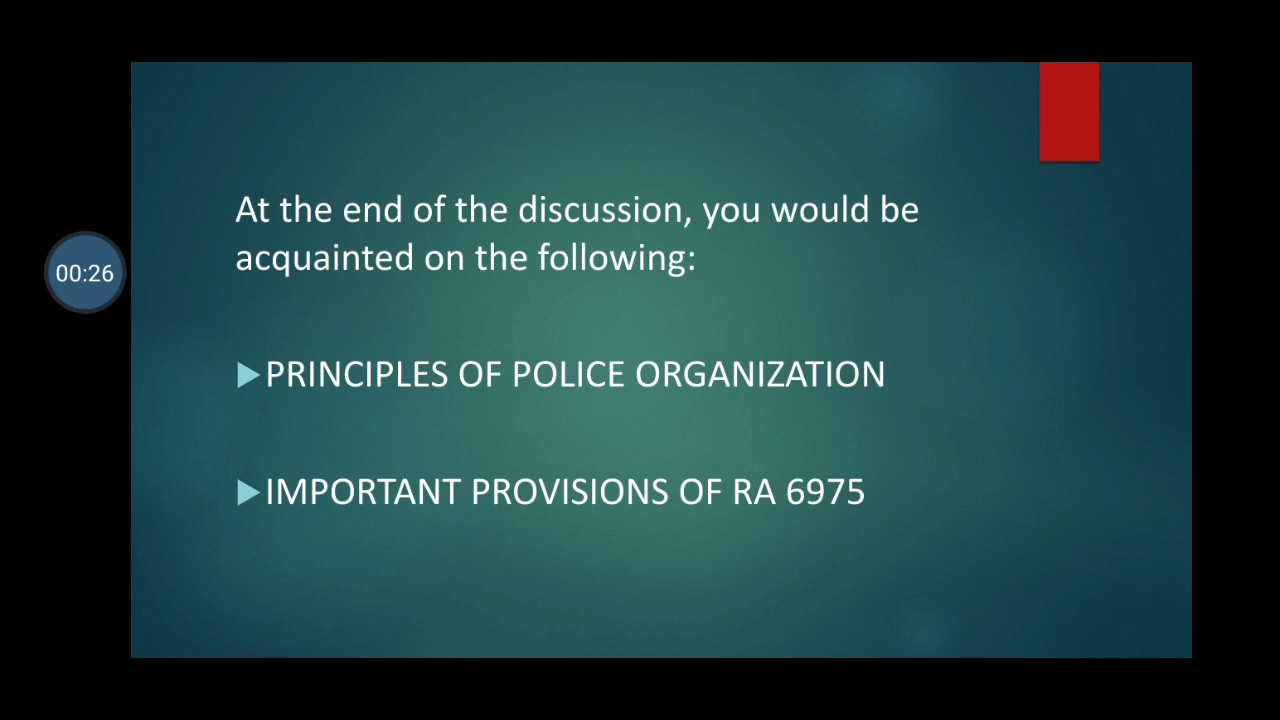 At the end of the discussion, you would be
acquainted on the following:
00:26
PRINCIPLES OF POLICE ORGANIZATION
IMPORTANT PROVISIONS OF RA 6975